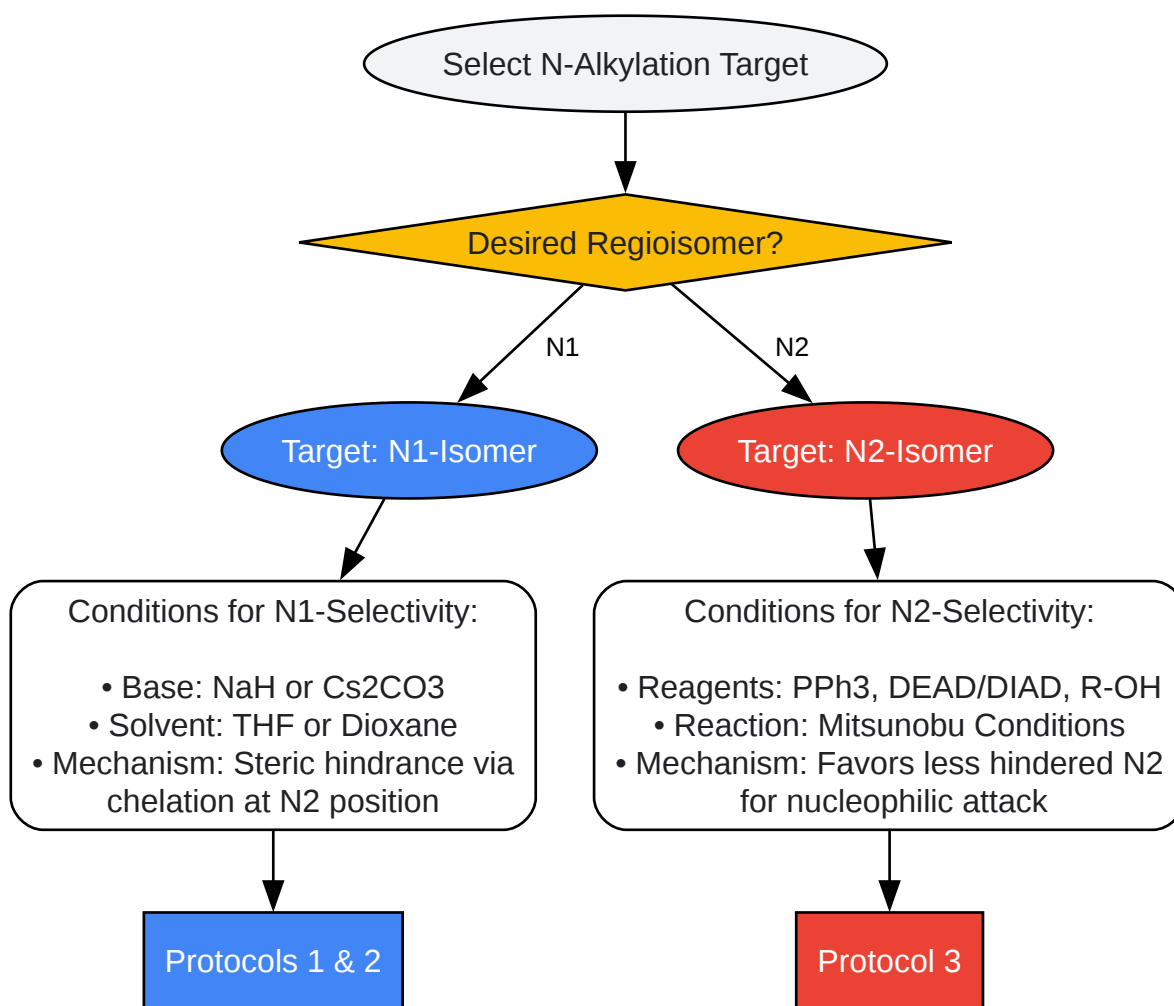 Select N-Alkylation Target
Desired Regioisomer?
N1
N2
Target: N1-Isomer
Target: N2-Isomer
Conditions for N1-Selectivity:
• Base: NaH or Cs2CO3
• Solvent: THF or Dioxane
• Mechanism: Steric hindrance via
chelation at N2 position
Conditions for N2-Selectivity:
• Reagents: PPh3, DEAD/DIAD, R-OH
• Reaction: Mitsunobu Conditions
• Mechanism: Favors less hindered N2
for nucleophilic attack
Protocols 1 & 2
Protocol 3